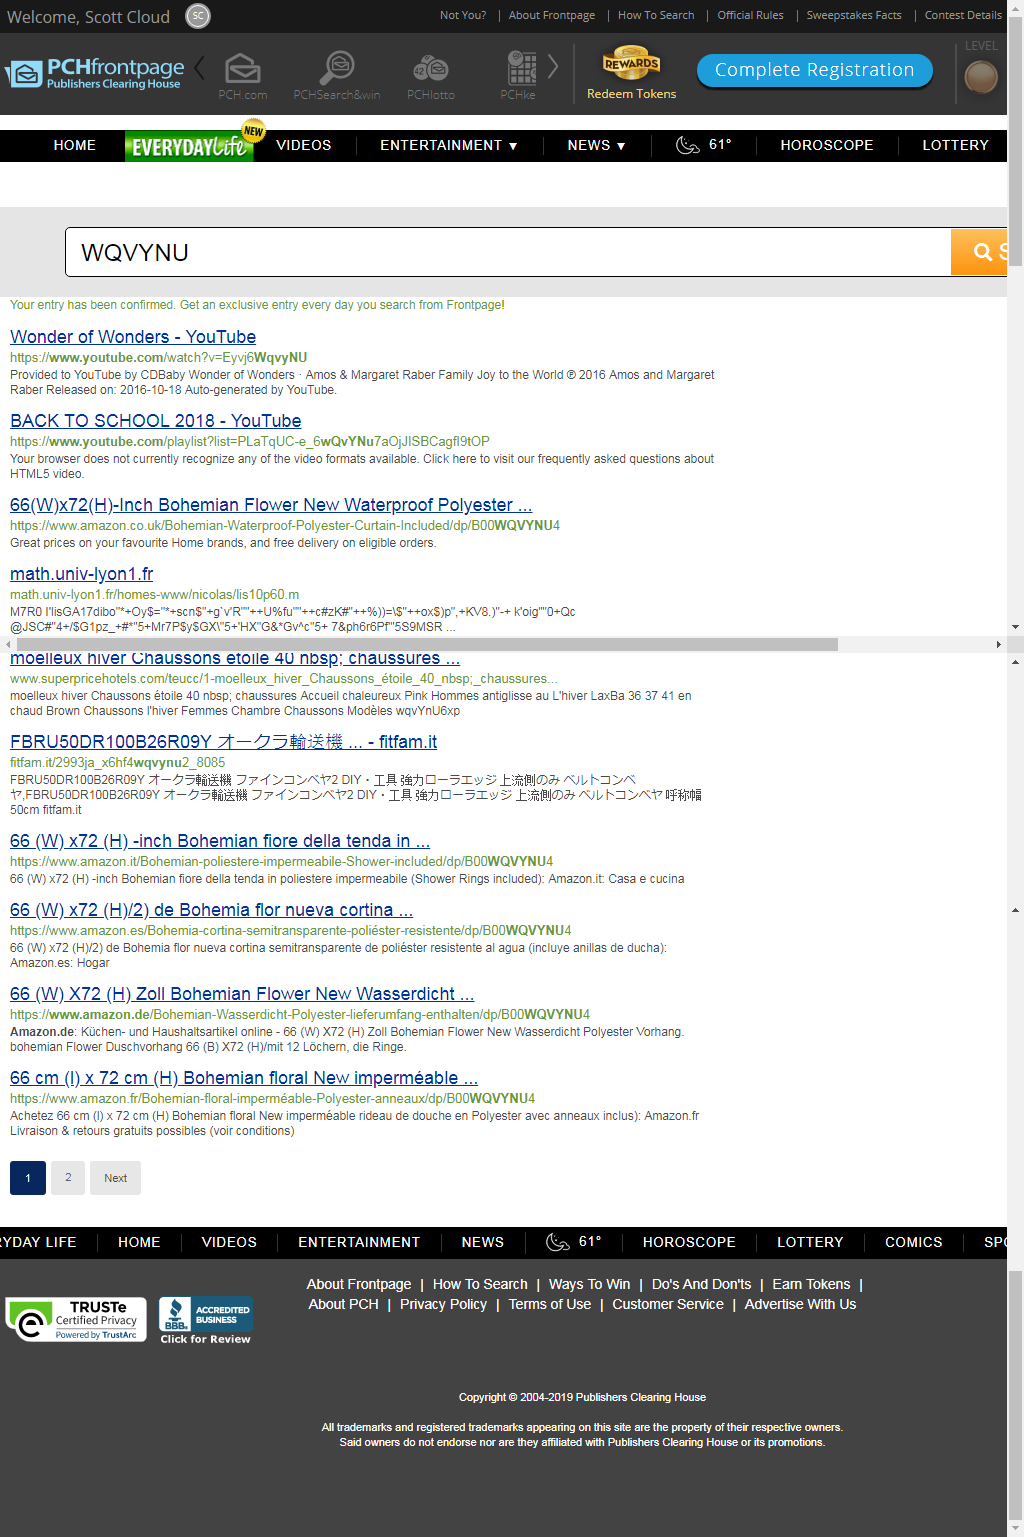 Welcome, Scott Cloud SC Not You? | About Frontpage | How To Search | Official Rules | Sweepstakes Facts | Contest Details
PCHfrontpage
Publishers Clearing House
PCH.com PCHSearch&win PCHlotto PCHke
REWARDS
Redeem Tokens
Complete Registration
LEVEL
HOME EVERYDAY Life NEW VIDEOS ENTERTAINMENT ▼ NEWS ▼ 61° HOROSCOPE LOTTERY
WQVYNU S
Your entry has been confirmed. Get an exclusive entry every day you search from Frontpage!
Wonder of Wonders - YouTube
https://www.youtube.com/watch?v=Eyvj6WqvyNU
Provided to YouTube by CDBaby Wonder of Wonders · Amos & Margaret Raber Family Joy to the World ℗ 2016 Amos and Margaret
Raber Released on: 2016-10-18 Auto-generated by YouTube.
BACK TO SCHOOL 2018 - YouTube
https://www.youtube.com/playlist?list=PLaTqUC-e_6wQvYNu7aOjJISBCagfI9tOP
Your browser does not currently recognize any of the video formats available. Click here to visit our frequently asked questions about
HTML5 video.
66(W)x72(H)-Inch Bohemian Flower New Waterproof Polyester ...
https://www.amazon.co.uk/Bohemian-Waterproof-Polyester-Curtain-Included/dp/B00WQVYNU4
Great prices on your favourite Home brands, and free delivery on eligible orders.
math.univ-lyon1.fr
math.univ-lyon1.fr/homes-www/nicolas/lis10p60.m
M7R0 I'lisGA17dibo"*+Oy$="*+scn$"+g`v'R""++U%fu""++c#zK#"++%))=\$"++ox$)p",+KV8.)"-+ k'oig""0+Qc
@JSC#"4+/$G1pz_+#*"5+Mr7P$y$GX\"5+'HX"G&*Gv^c"5+ 7&ph6r6Pf'"5S9MSR ...
moelleux hiver Chaussons étoile 40 nbsp; chaussures ...
www.superpricehotels.com/teucc/1-moelleux_hiver_Chaussons_étoile_40_nbsp;_chaussures...
moelleux hiver Chaussons étoile 40 nbsp; chaussures Accueil chaleureux Pink Hommes antiglisse au L'hiver LaxBa 36 37 41 en
chaud Brown Chaussons l'hiver Femmes Chambre Chaussons Modèles wqvYnU6xp
FBRU50DR100B26R09Y オークラ輸送機 ... - fitfam.it
fitfam.it/2993ja_x6hf4wqvynu2_8085
FBRU50DR100B26R09Y オークラ輸送機 ファインコンベヤ2 DIY・工具 強力ローラエッジ 上流側のみ ベルトコンベ
ヤ,FBRU50DR100B26R09Y オークラ輸送機 ファインコンベヤ2 DIY・工具 強力ローラエッジ 上流側のみ ベルトコンベヤ 呼称幅
50cm fitfam.it
66 (W) x72 (H) -inch Bohemian fiore della tenda in ...
https://www.amazon.it/Bohemian-poliestere-impermeabile-Shower-included/dp/B00WQVYNU4
66 (W) x72 (H) -inch Bohemian fiore della tenda in poliestere impermeabile (Shower Rings included): Amazon.it: Casa e cucina
66 (W) x72 (H)/2) de Bohemia flor nueva cortina ...
https://www.amazon.es/Bohemia-cortina-semitransparente-poliéster-resistente/dp/B00WQVYNU4
66 (W) x72 (H)/2) de Bohemia flor nueva cortina semitransparente de poliéster resistente al agua (incluye anillas de ducha):
Amazon.es: Hogar
66 (W) X72 (H) Zoll Bohemian Flower New Wasserdicht ...
https://www.amazon.de/Bohemian-Wasserdicht-Polyester-lieferumfang-enthalten/dp/B00WQVYNU4
Amazon.de: Küchen- und Haushaltsartikel online - 66 (W) X72 (H) Zoll Bohemian Flower New Wasserdicht Polyester Vorhang.
bohemian Flower Duschvorhang 66 (B) X72 (H)/mit 12 Löchern, die Ringe.
66 cm (l) x 72 cm (H) Bohemian floral New imperméable ...
https://www.amazon.fr/Bohemian-floral-imperméable-Polyester-anneaux/dp/B00WQVYNU4
Achetez 66 cm (l) x 72 cm (H) Bohemian floral New imperméable rideau de douche en Polyester avec anneaux inclus): Amazon.fr
Livraison & retours gratuits possibles (voir conditions)
1 2 Next
RYDAY LIFE HOME VIDEOS ENTERTAINMENT NEWS 61° HOROSCOPE LOTTERY COMICS SPO
About Frontpage | How To Search | Ways To Win | Do's And Don'ts | Earn Tokens |
About PCH | Privacy Policy | Terms of Use | Customer Service | Advertise With Us
TRUSTe
Certified Privacy
Powered by TrustArc
BBB. ACCREDITED
BUSINESS
Click for Review
Copyright © 2004-2019 Publishers Clearing House
All trademarks and registered trademarks appearing on this site are the property of their respective owners.
Said owners do not endorse nor are they affiliated with Publishers Clearing House or its promotions.